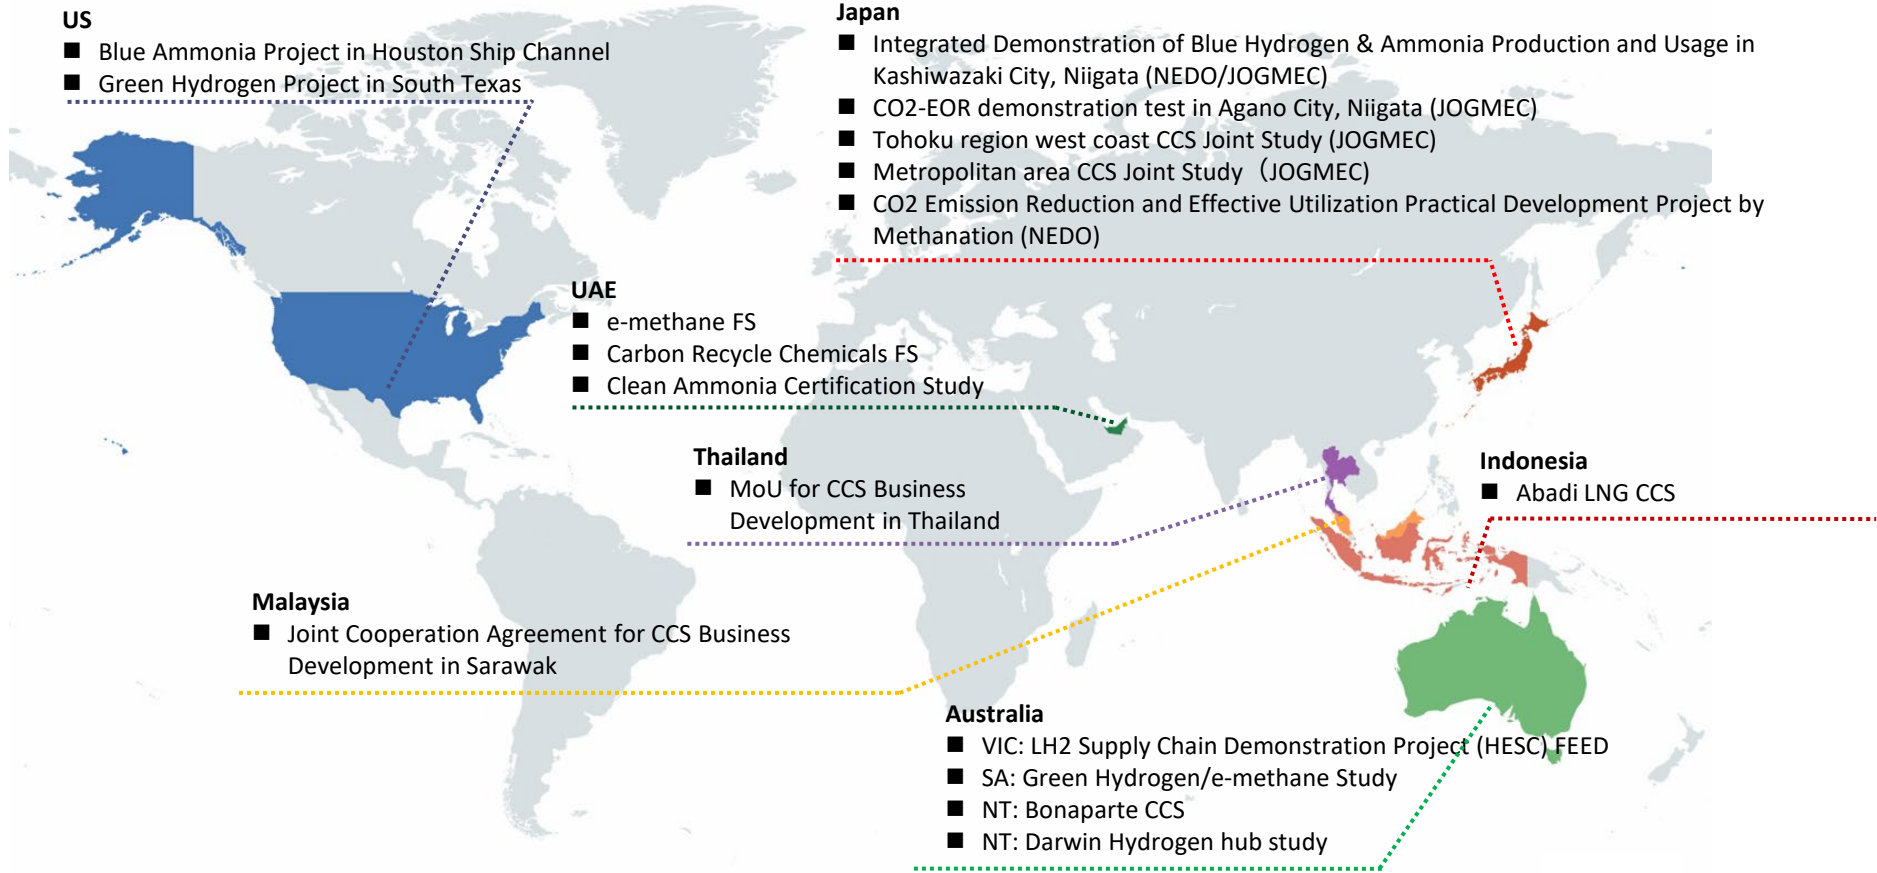 US
■ Blue Ammonia Project in Houston Ship Channel
■ Green Hydrogen Project in South Texas
Japan
■ Integrated Demonstration of Blue Hydrogen & Ammonia Production and Usage in
Kashiwazaki City, Niigata (NEDO/JOGMEC)
■ CO2-EOR demonstration test in Agano City, Niigata (JOGMEC)
■ Tohoku region west coast CCS Joint Study (JOGMEC)
■ Metropolitan area CCS Joint Study（JOGMEC)
■ CO2 Emission Reduction and Effective Utilization Practical Development Project by
Methanation (NEDO)
UAE
■ e-methane FS
■ Carbon Recycle Chemicals FS
■ Clean Ammonia Certification Study
Thailand
■ MoU for CCS Business
Development in Thailand
Indonesia
■ Abadi LNG CCS
Malaysia
■ Joint Cooperation Agreement for CCS Business
Development in Sarawak
Australia
■ VIC: LH2 Supply Chain Demonstration Project (HESC) FEED
■ SA: Green Hydrogen/e-methane Study
■ NT: Bonaparte CCS
■ NT: Darwin Hydrogen hub study